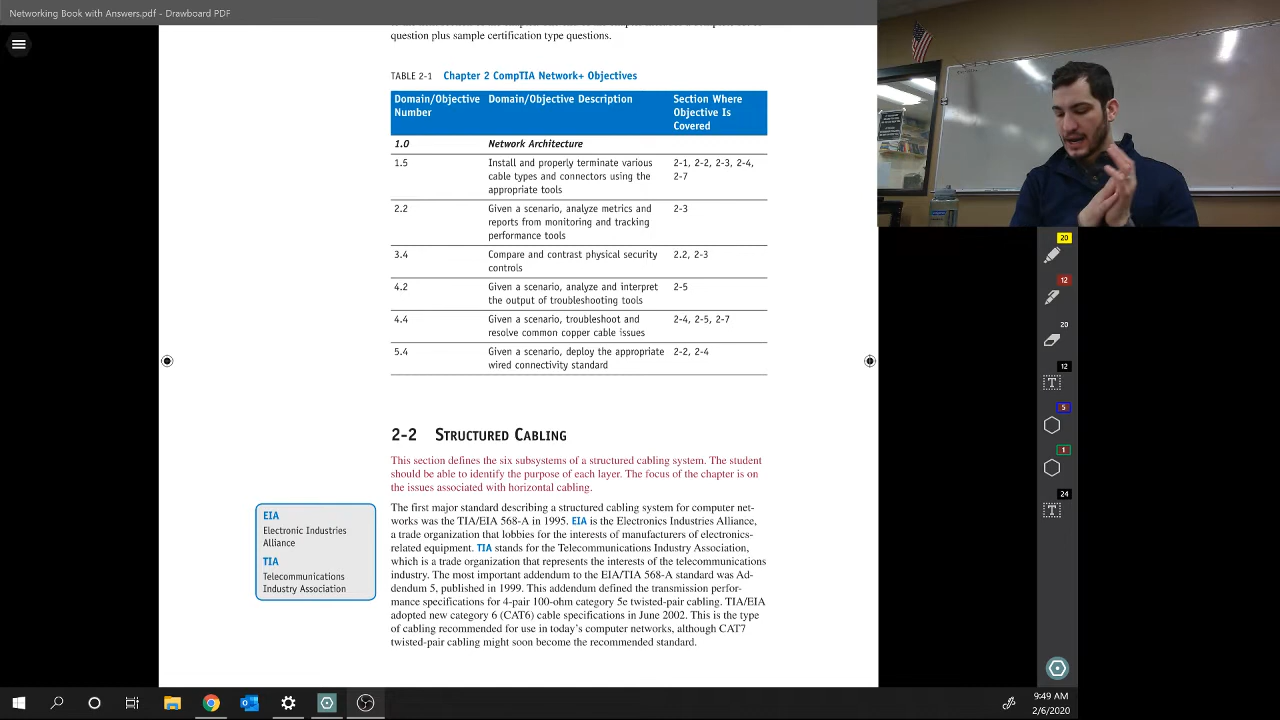 Networking Book with Answers.pdf - Drawboard PDF
question plus sample certification type questions.
TABLE 2-1 Chapter 2 CompTIA Network+ Objectives
Domain/Objective Number Domain/Objective Description Section Where Objective Is Covered
1.0 Network Architecture
1.5 Install and properly terminate various 2-1, 2-2, 2-3, 2-4,
cable types and connectors using the 2-7
appropriate tools
2.2 Given a scenario, analyze metrics and 2-3
reports from monitoring and tracking
performance tools
3.4 Compare and contrast physical security 2.2, 2-3
controls
4.2 Given a scenario, analyze and interpret 2-5
the output of troubleshooting tools
4.4 Given a scenario, troubleshoot and 2-4, 2-5, 2-7
resolve common copper cable issues
5.4 Given a scenario, deploy the appropriate 2-2, 2-4
wired connectivity standard
2-2 STRUCTURED CABLING
This section defines the six subsystems of a structured cabling system. The student
should be able to identify the purpose of each layer. The focus of the chapter is on
the issues associated with horizontal cabling.
EIA
Electronic Industries
Alliance
TIA
Telecommunications
Industry Association
The first major standard describing a structured cabling system for computer net-
works was the TIA/EIA 568-A in 1995. EIA is the Electronics Industries Alliance,
a trade organization that lobbies for the interests of manufacturers of electronics-
related equipment. TIA stands for the Telecommunications Industry Association,
which is a trade organization that represents the interests of the telecommunications
industry. The most important addendum to the EIA/TIA 568-A standard was Ad-
dendum 5, published in 1999. This addendum defined the transmission perfor-
mance specifications for 4-pair 100-ohm category 5e twisted-pair cabling. TIA/EIA
adopted new category 6 (CAT6) cable specifications in June 2002. This is the type
of cabling recommended for use in today's computer networks, although CAT7
twisted-pair cabling might soon become the recommended standard.
20
12
20
12
T
5
1
24
T
9:49 AM
2/6/2020